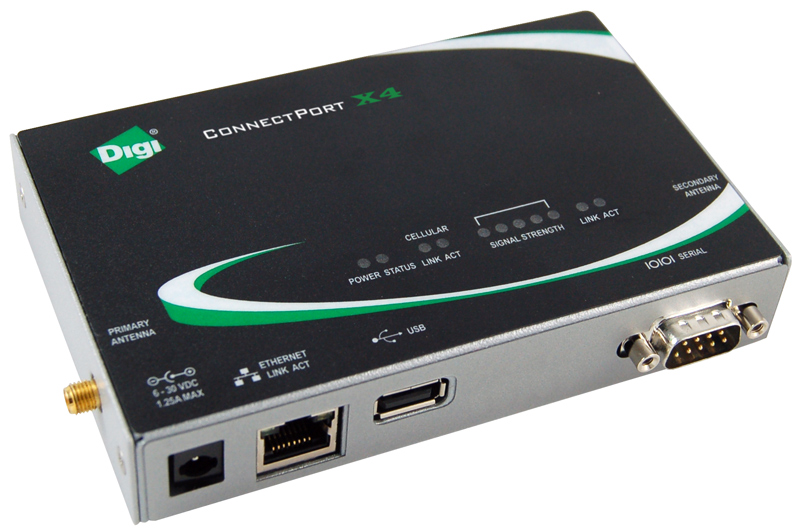 Digi®
CONNECTPORT X4
SECONDARY
ANTENNA
CELLULAR
POWER STATUS LINK ACT SIGNAL STRENGTH LINK ACT
IOIOI SERIAL
PRIMARY
ANTENNA
USB
ETHERNET
LINK ACT
6 - 30 VDC
1.25A MAX